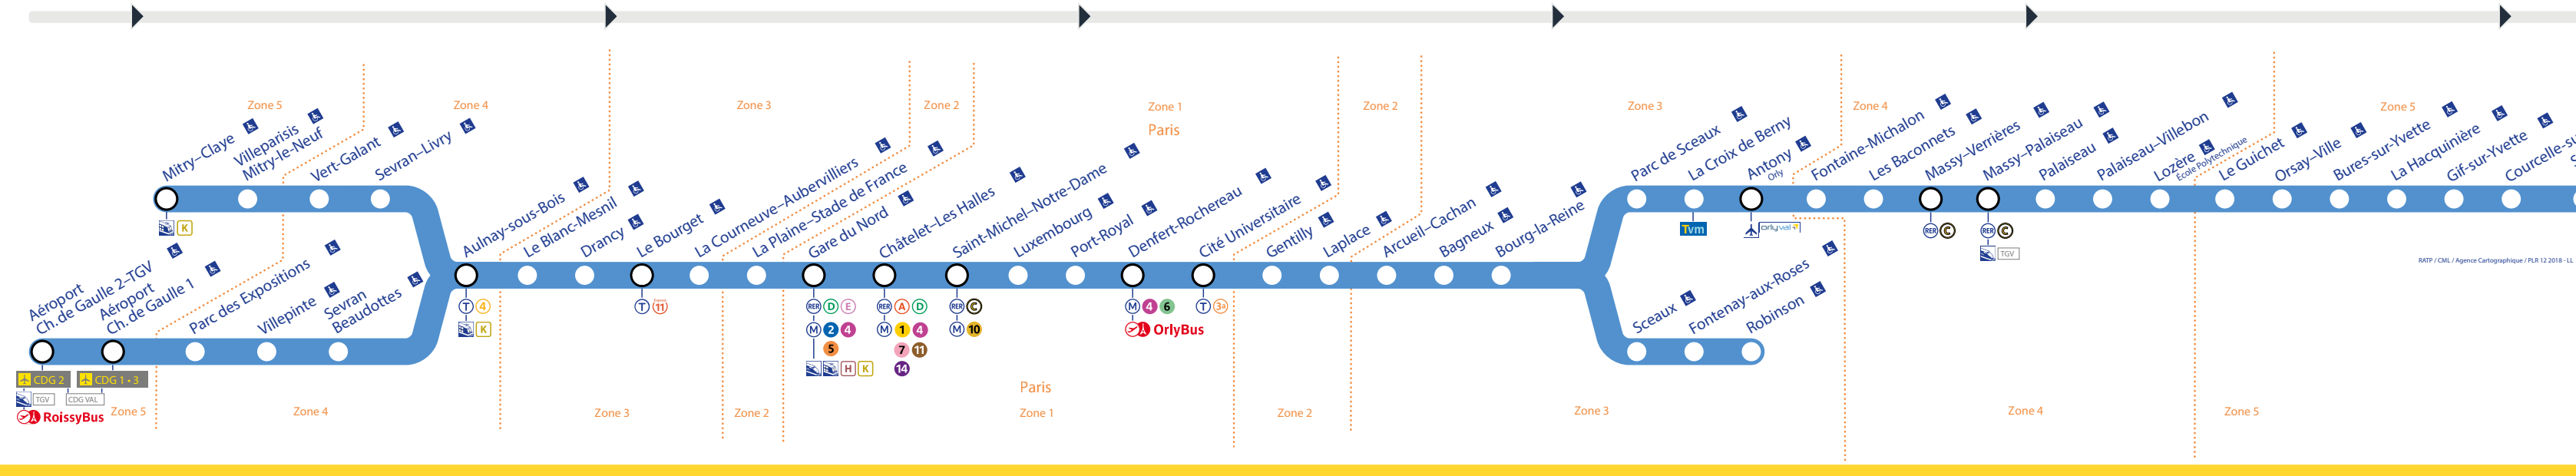 Zone 5
Zone 4
Zone 3
Zone 2
Zone 1
Paris
Zone 2
Zone 3
Zone 4
Zone 5
Mitry–Claye
Villeparisis
Mitry-le-Neuf
Vert-Galant
Sevran–Livry
K
Aéroport
Ch. de Gaulle 2–TGV
Aéroport
Ch. de Gaulle 1
Parc des Expositions
Villepinte
Sevran
Beaudottes
CDG 2
CDG 1 • 3
TGV
CDG VAL
RoissyBus
Aulnay-sous-Bois
T 4
K
Le Blanc-Mesnil
Drancy
Le Bourget
T 11
La Courneuve–Aubervilliers
La Plaine–Stade de France
Gare du Nord
RER D E
M 2 4
5
H K
Châtelet–Les Halles
RER A D
M 1 4
7 11
14
Saint-Michel–Notre-Dame
RER C
M 10
Luxembourg
Port-Royal
Denfert-Rochereau
M 4 6
OrlyBus
Cité Universitaire
T 3a
Gentilly
Laplace
Arcueil–Cachan
Bagneux
Bourg-la-Reine
Parc de Sceaux
La Croix de Berny
Tvm
Antony
Orly
orlyval
Fontaine-Michalon
Les Baconnets
Massy–Verrières
RER C
Massy–Palaiseau
RER C
TGV
Palaiseau
Palaiseau–Villebon
Lozère
École Polytechnique
Le Guichet
Orsay–Ville
Bures-sur-Yvette
La Hacquinière
Gif-sur-Yvette
Courcelle-su
Sceaux
Fontenay-aux-Roses
Robinson
RATP / CML / Agence Cartographique / PLR 12 2018 - LL
Zone 5
Zone 4
Zone 3
Zone 2
Paris
Zone 1
Zone 2
Zone 3
Zone 4
Zone 5